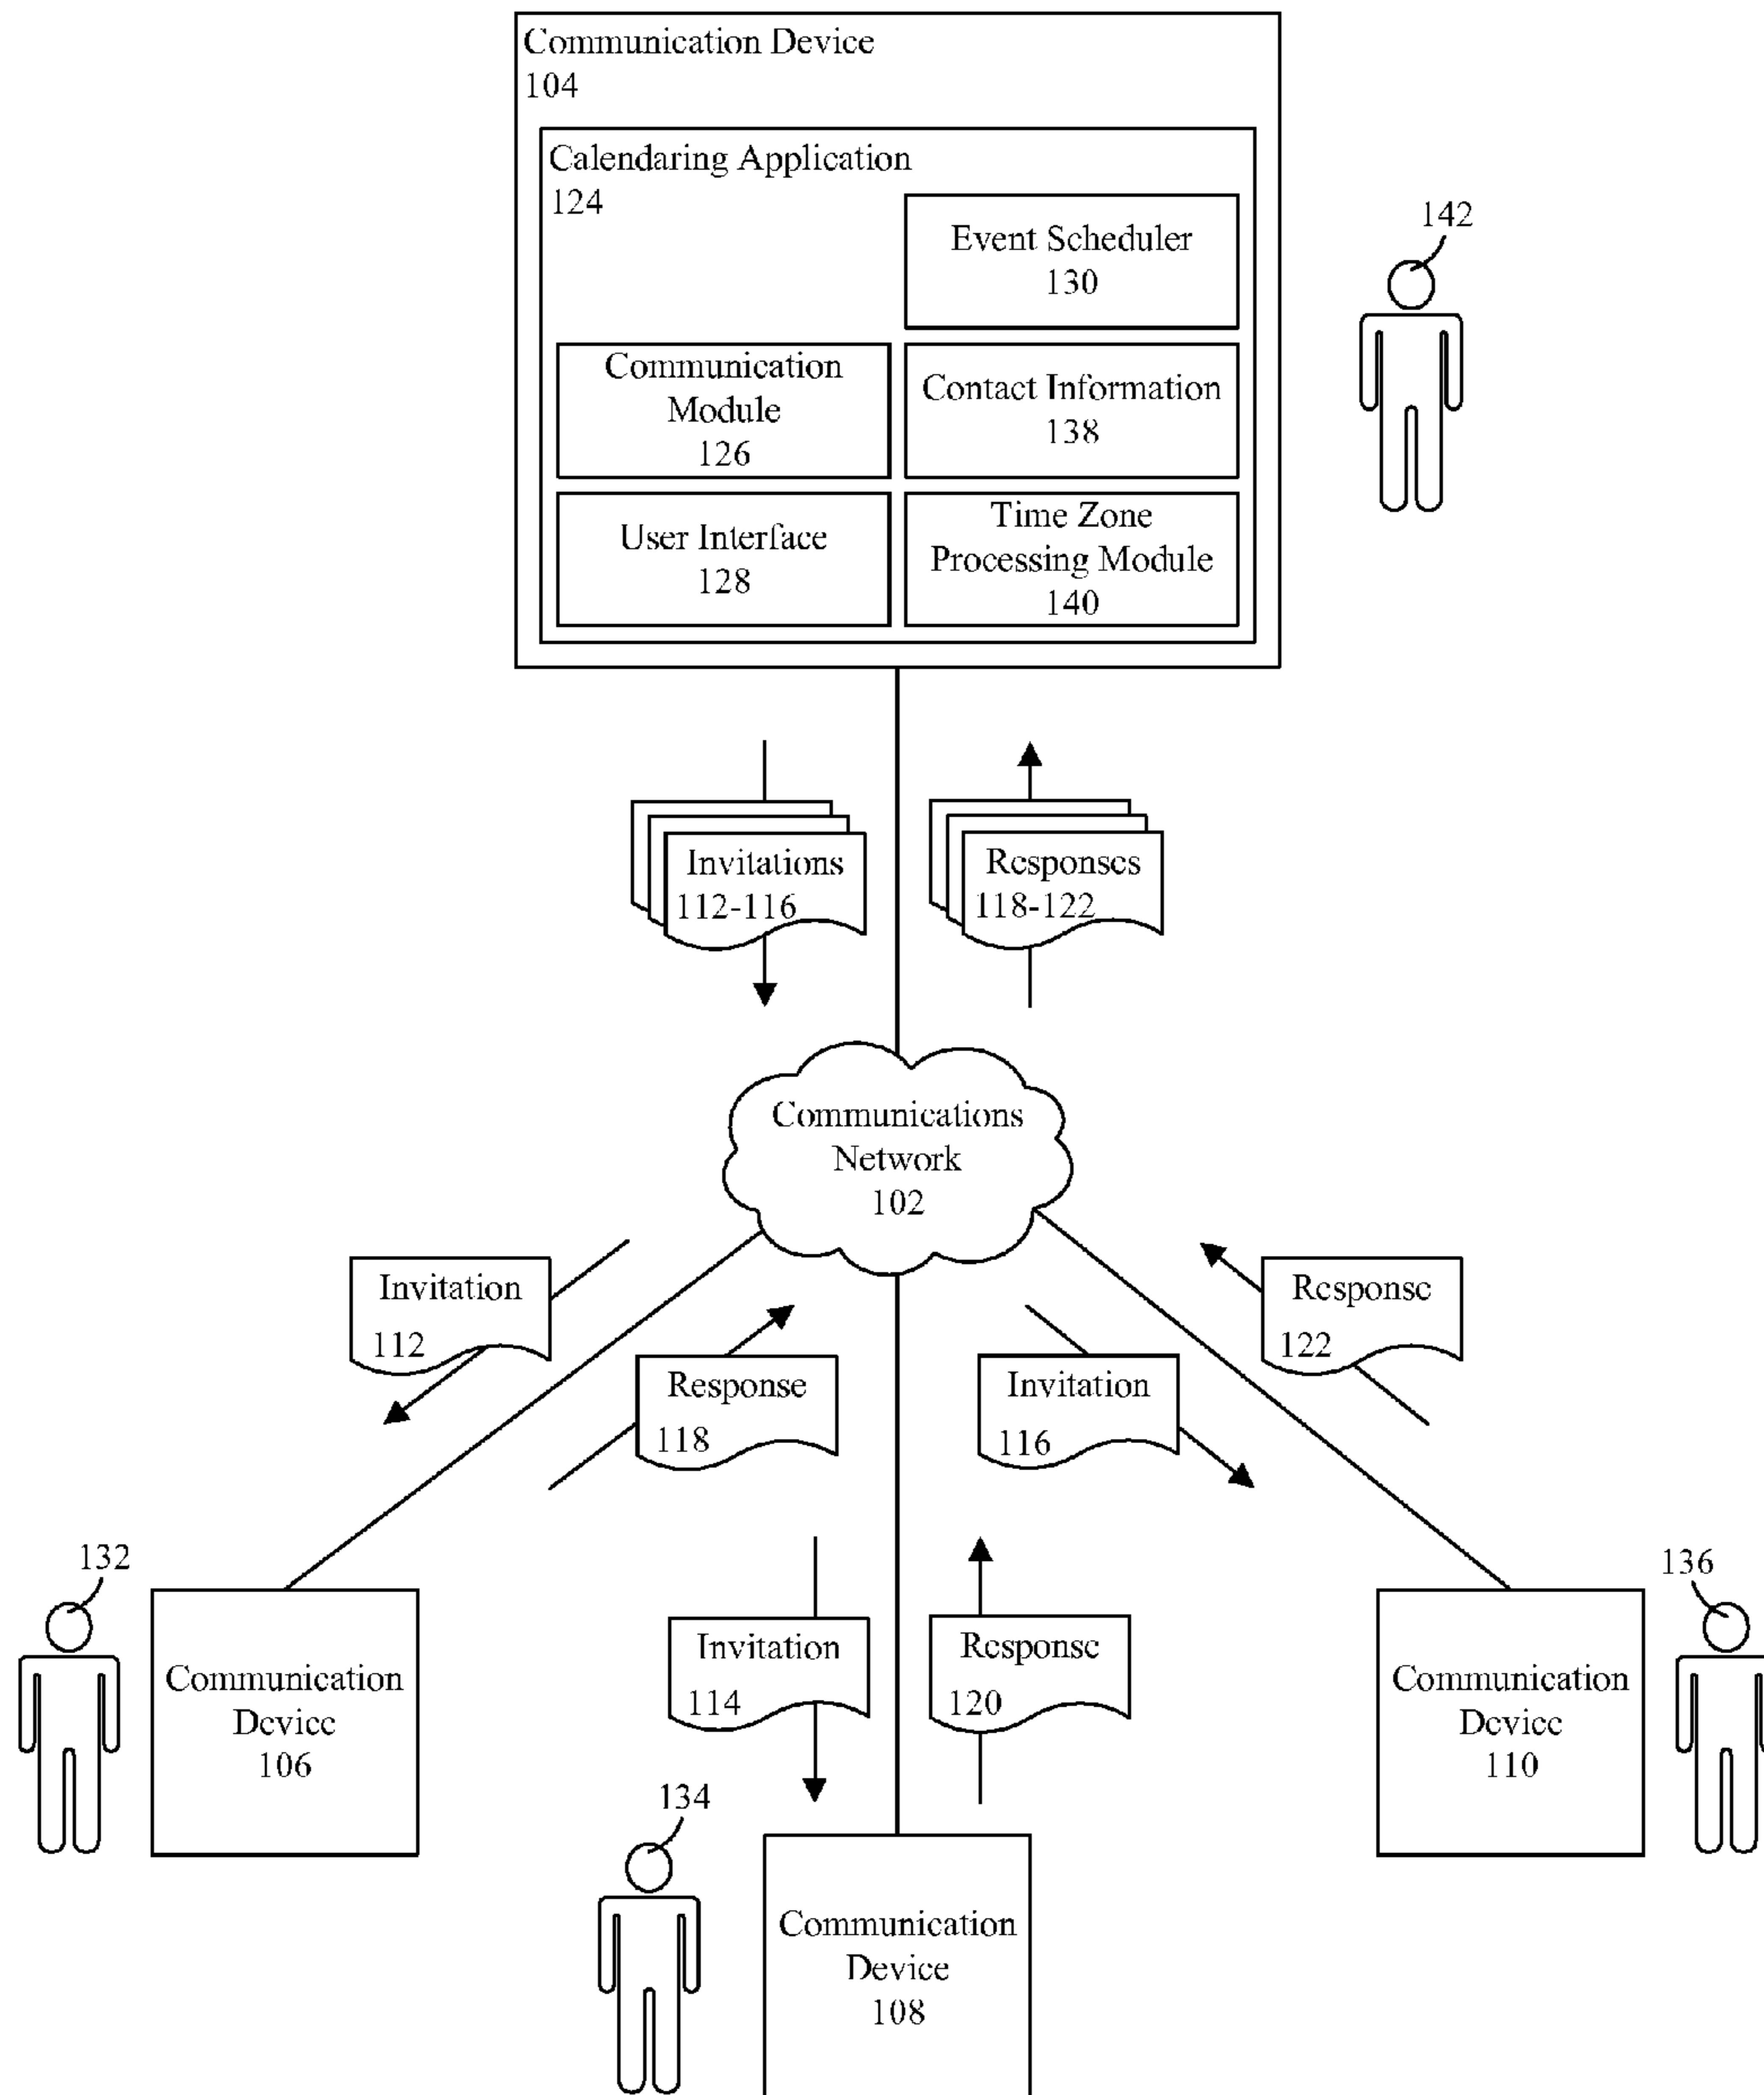 Communication Device
104
Calendaring Application
124
Event Scheduler
130
142
Communication
Module
126
Contact Information
138
User Interface
128
Time Zone
Processing Module
140
Invitations
112-116
Responses
118-122
Communications
Network
102
Invitation
112
Response
122
Response
118
Invitation
116
132
136
Invitation
114
Response
120
Communication
Device
106
Communication
Device
110
134
Communication
Device
108